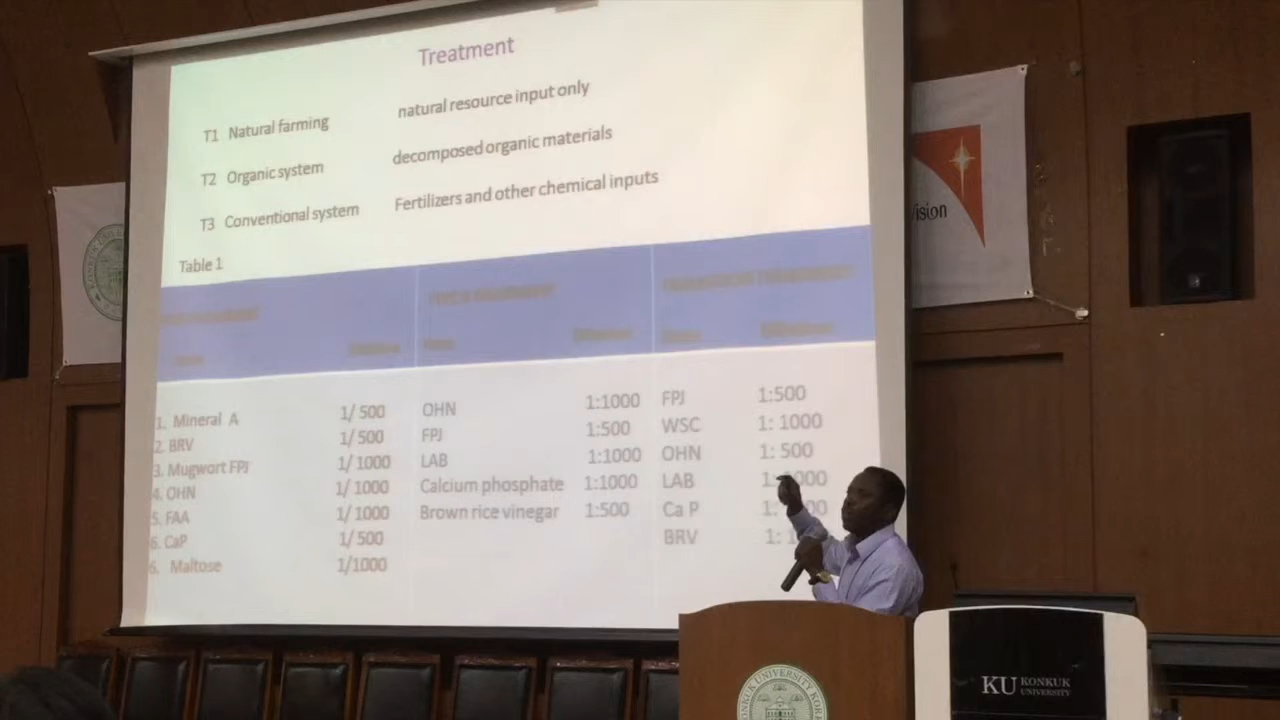 Treatment
T1 Natural farming natural resource input only
T2 Organic system decomposed organic materials
T3 Conventional system Fertilizers and other chemical inputs
Table 1
1. Mineral A 1/ 500 OHN 1:1000 FPJ 1:500
2. BRV 1/ 500 FPJ 1:500 WSC 1: 1000
3. Mugwort FPJ 1/ 1000 LAB 1:1000 OHN 1: 500
4. OHN 1/ 1000 Calcium phosphate 1:1000 LAB
5. FAA 1/ 1000 Brown rice vinegar 1:500 Ca P
6. CaP 1/ 500 BRV
6. Maltose 1/1000
vision
KONKUK
KONKUK UNIVERSITY KOREA
KU KONKUK
UNIVERSITY